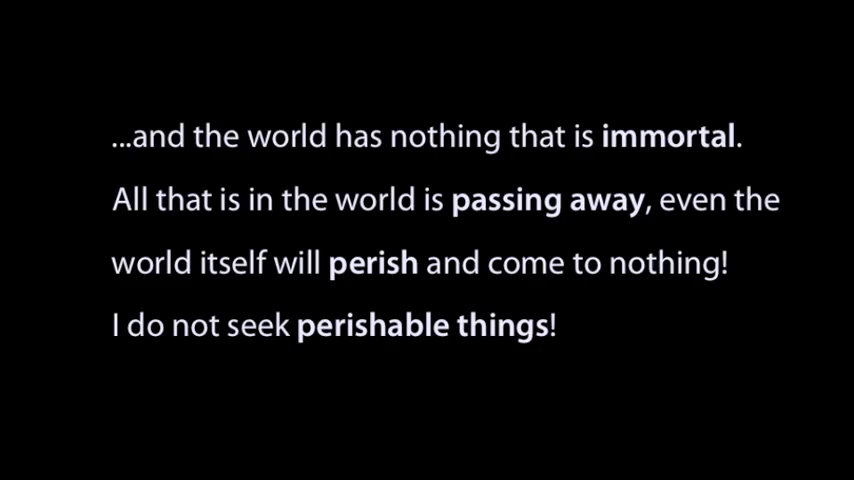 ...and the world has nothing that is immortal.
All that is in the world is passing away, even the
world itself will perish and come to nothing!
I do not seek perishable things!